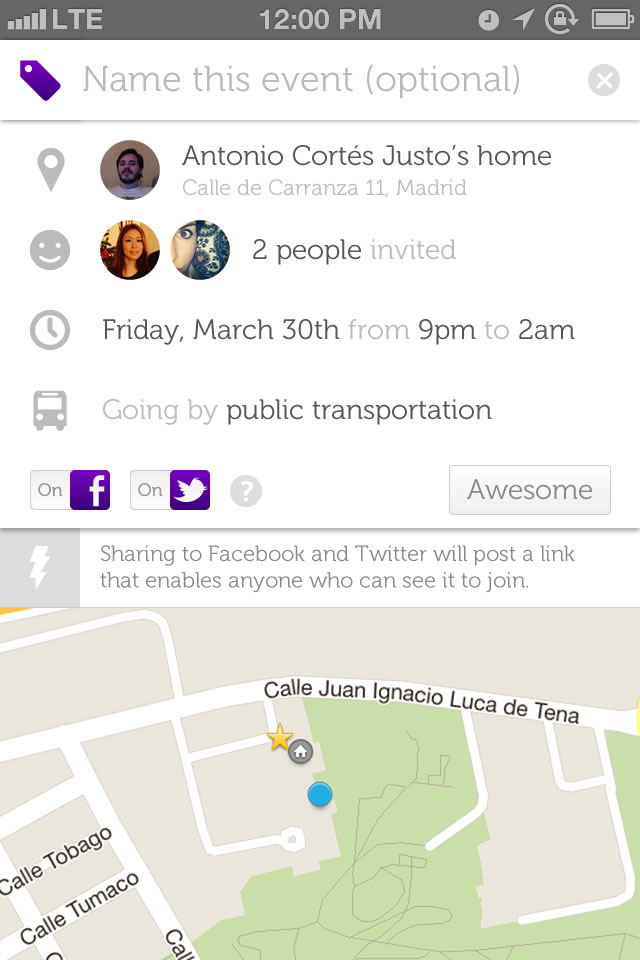 LTE 12:00 PM
Name this event (optional)
Antonio Cortés Justo’s home
Calle de Carranza 11, Madrid
2 people invited
Friday, March 30th from 9pm to 2am
Going by public transportation
On f On ? Awesome
Sharing to Facebook and Twitter will post a link
that enables anyone who can see it to join.
Calle Juan Ignacio Luca de Tena
Calle Tobago
Calle Tumaco
Call